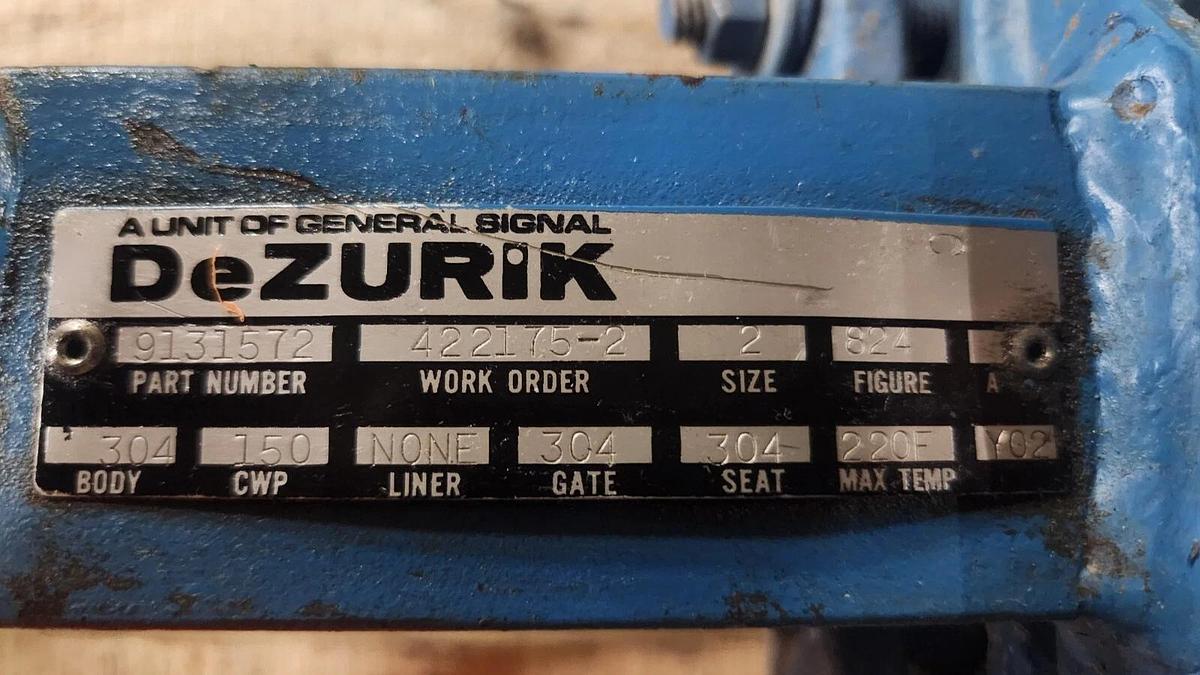 A UNIT OF GENERAL SIGNAL
DeZURiK
9131572 422175-2 2 824
PART NUMBER WORK ORDER SIZE FIGURE A
304 150 NONE 304 304 220F Y02
BODY CWP LINER GATE SEAT MAX TEMP